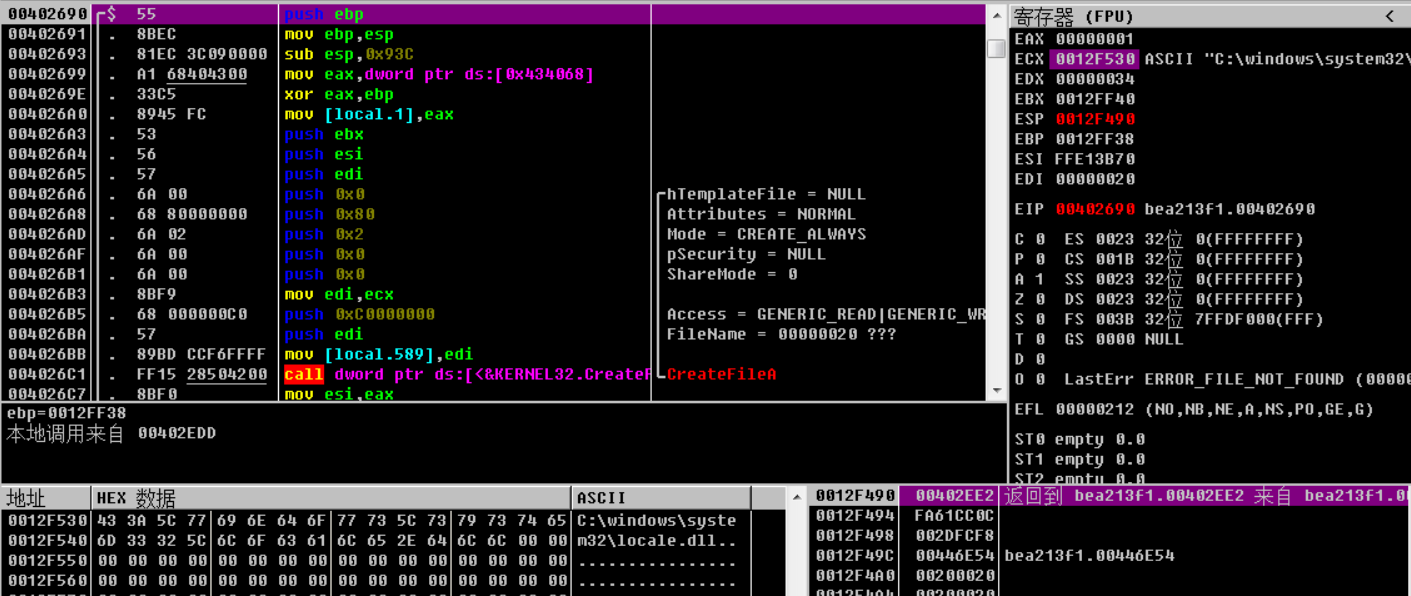 00402690 $ 55 push ebp
00402691 . 8BEC mov ebp,esp
00402693 . 81EC 3C090000 sub esp,0x93C
00402699 . A1 68404300 mov eax,dword ptr ds:[0x434068]
0040269E . 33C5 xor eax,ebp
004026A0 . 8945 FC mov [local.1],eax
004026A3 . 53 push ebx
004026A4 . 56 push esi
004026A5 . 57 push edi
004026A6 . 6A 00 push 0x0 hTemplateFile = NULL
004026A8 . 68 80000000 push 0x80 Attributes = NORMAL
004026AD . 6A 02 push 0x2 Mode = CREATE_ALWAYS
004026AF . 6A 00 push 0x0 pSecurity = NULL
004026B1 . 6A 00 push 0x0 ShareMode = 0
004026B3 . 8BF9 mov edi,ecx
004026B5 . 68 000000C0 push 0xC0000000 Access = GENERIC_READ|GENERIC_WR
004026BA . 57 push edi FileName = 00000020 ???
004026BB . 89BD CCF6FFFF mov [local.589],edi
004026C1 . FF15 28504200 call dword ptr ds:[<&KERNEL32.CreateF CreateFileA
004026C7 . 8BF0 mov esi,eax
ebp=0012FF38
本地调用来自 00402EDD
寄存器 (FPU) <
EAX 00000001
ECX 0012F530 ASCII "C:\windows\system32\
EDX 00000034
EBX 0012FF40
ESP 0012F490
EBP 0012FF38
ESI FFE13B70
EDI 00000020
EIP 00402690 bea213f1.00402690
C 0 ES 0023 32位 0(FFFFFFFF)
P 0 CS 001B 32位 0(FFFFFFFF)
A 1 SS 0023 32位 0(FFFFFFFF)
Z 0 DS 0023 32位 0(FFFFFFFF)
S 0 FS 003B 32位 7FFDF000(FFF)
T 0 GS 0000 NULL
D 0
O 0 LastErr ERROR_FILE_NOT_FOUND (00000
EFL 00000212 (NO,NB,NE,A,NS,PO,GE,G)
ST0 empty 0.0
ST1 empty 0.0
ST2 empty 0.0
地址 HEX 数据 ASCII
0012F530 43 3A 5C 77 69 6E 64 6F 77 73 5C 73 79 73 74 65 C:\windows\syste
0012F540 6D 33 32 5C 6C 6F 63 61 6C 65 2E 64 6C 6C 00 00 m32\locale.dll..
0012F550 00 00 00 00 00 00 00 00 00 00 00 00 00 00 00 00 ................
0012F560 00 00 00 00 00 00 00 00 00 00 00 00 00 00 00 00 ................
0012F490 00402EE2 返回到 bea213f1.00402EE2 来自 bea213f1.0
0012F494 FA61CC0C
0012F498 002DFCF8
0012F49C 00446E54 bea213f1.00446E54
0012F4A0 00200020
0012F4A4 00200020